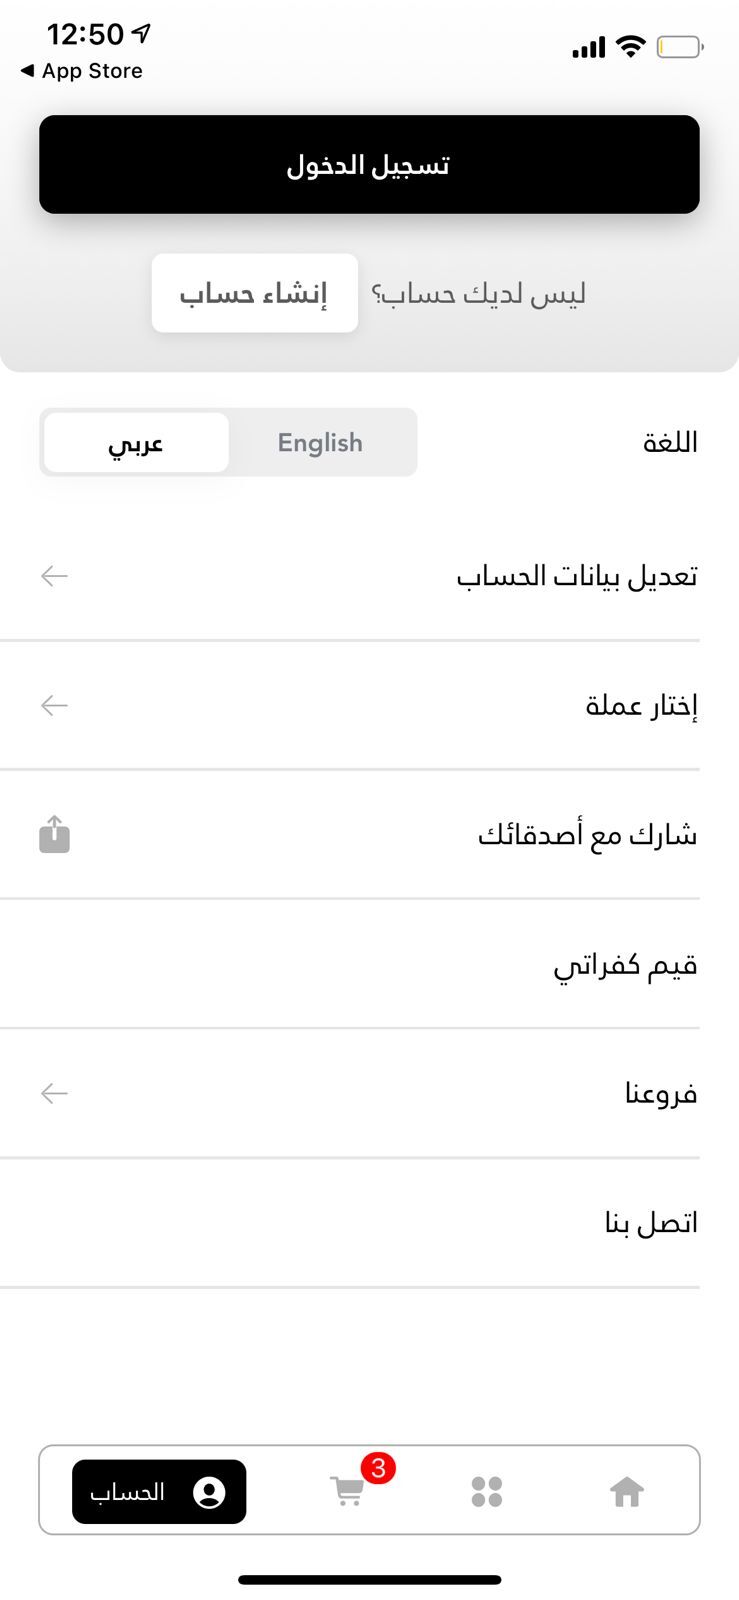 12:50
App Store
تسجيل الدخول
ليس لديك حساب؟ إنشاء حساب
اللغة English عربي
تعديل بيانات الحساب
إختار عملة
شارك مع أصدقائك
قيم كفراتي
فروعنا
اتصل بنا
3
الحساب